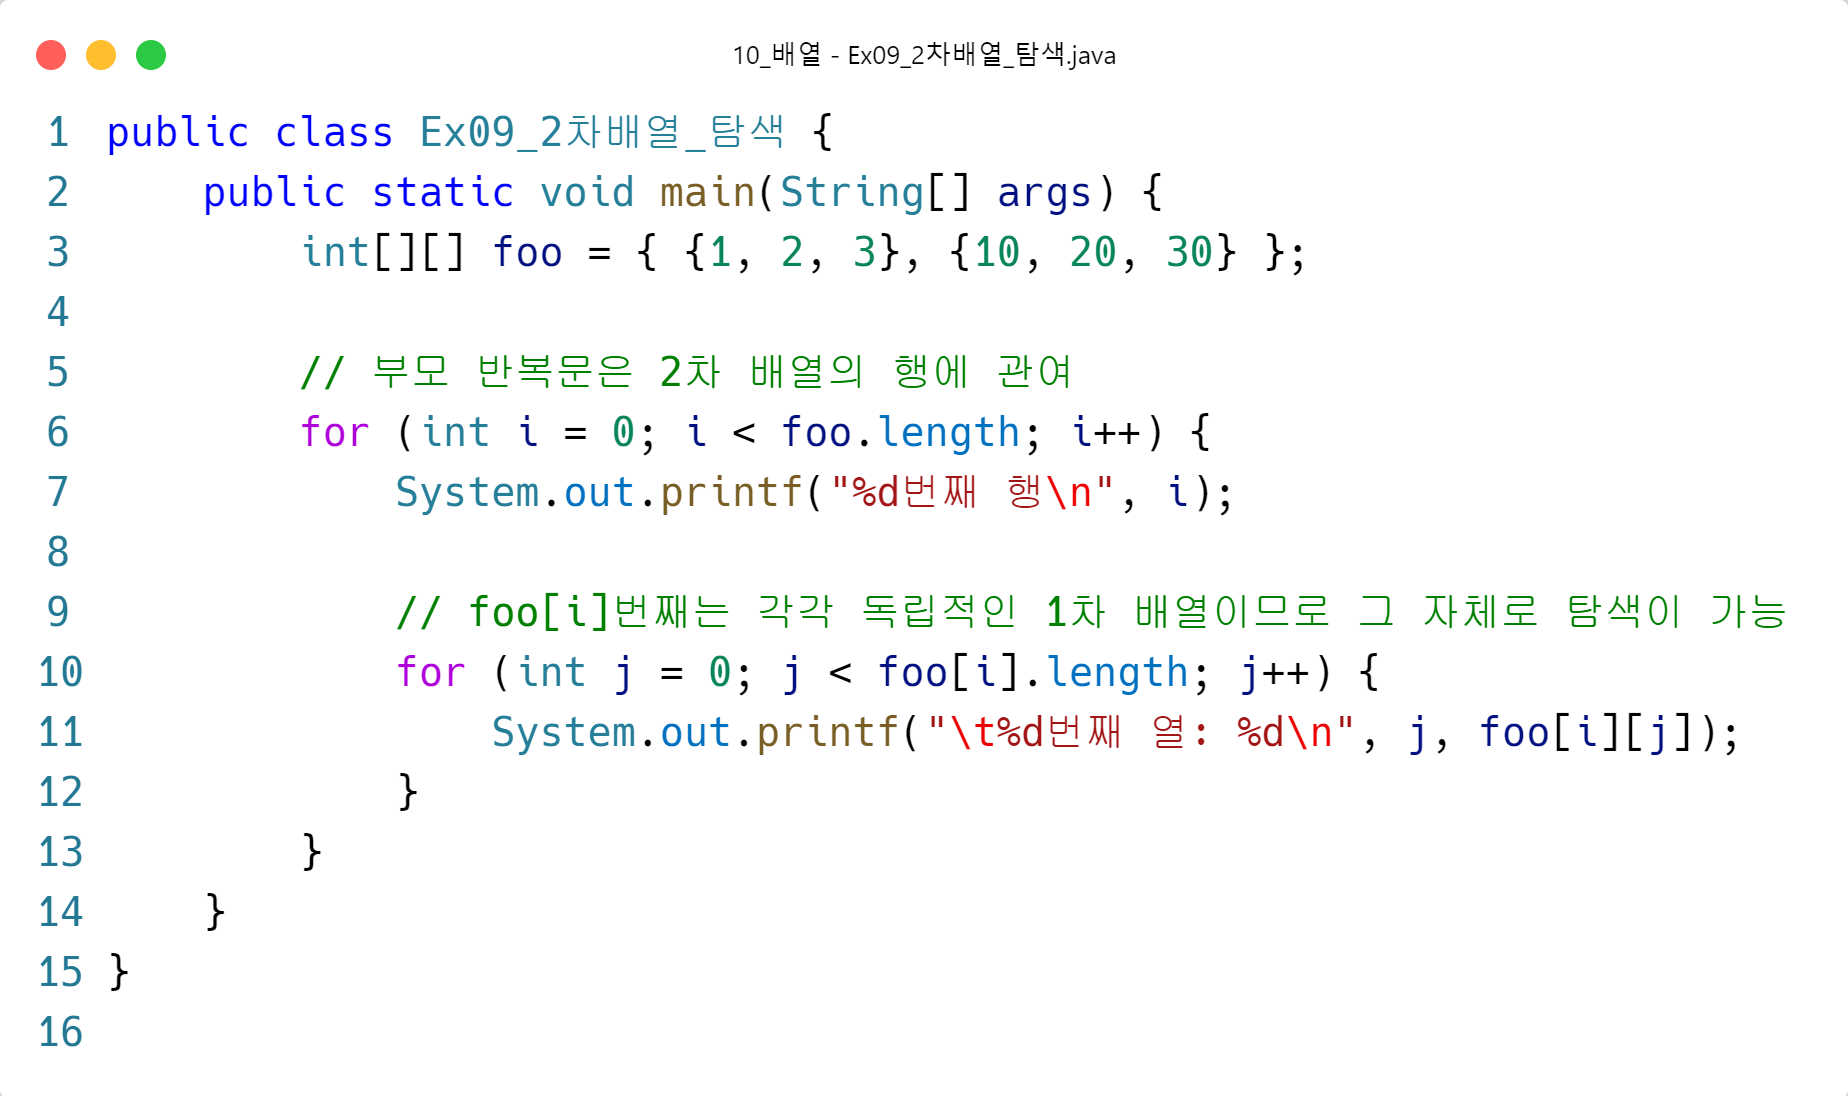 10_배열 - Ex09_2차배열_탐색.java
1 public class Ex09_2차배열_탐색 {
2     public static void main(String[] args) {
3         int[][] foo = { {1, 2, 3}, {10, 20, 30} };
4
5         // 부모 반복문은 2차 배열의 행에 관여
6         for (int i = 0; i < foo.length; i++) {
7             System.out.printf("%d번째 행\n", i);
8
9             // foo[i]번째는 각각 독립적인 1차 배열이므로 그 자체로 탐색이 가능
10             for (int j = 0; j < foo[i].length; j++) {
11                 System.out.printf("\t%d번째 열: %d\n", j, foo[i][j]);
12             }
13         }
14     }
15 }
16